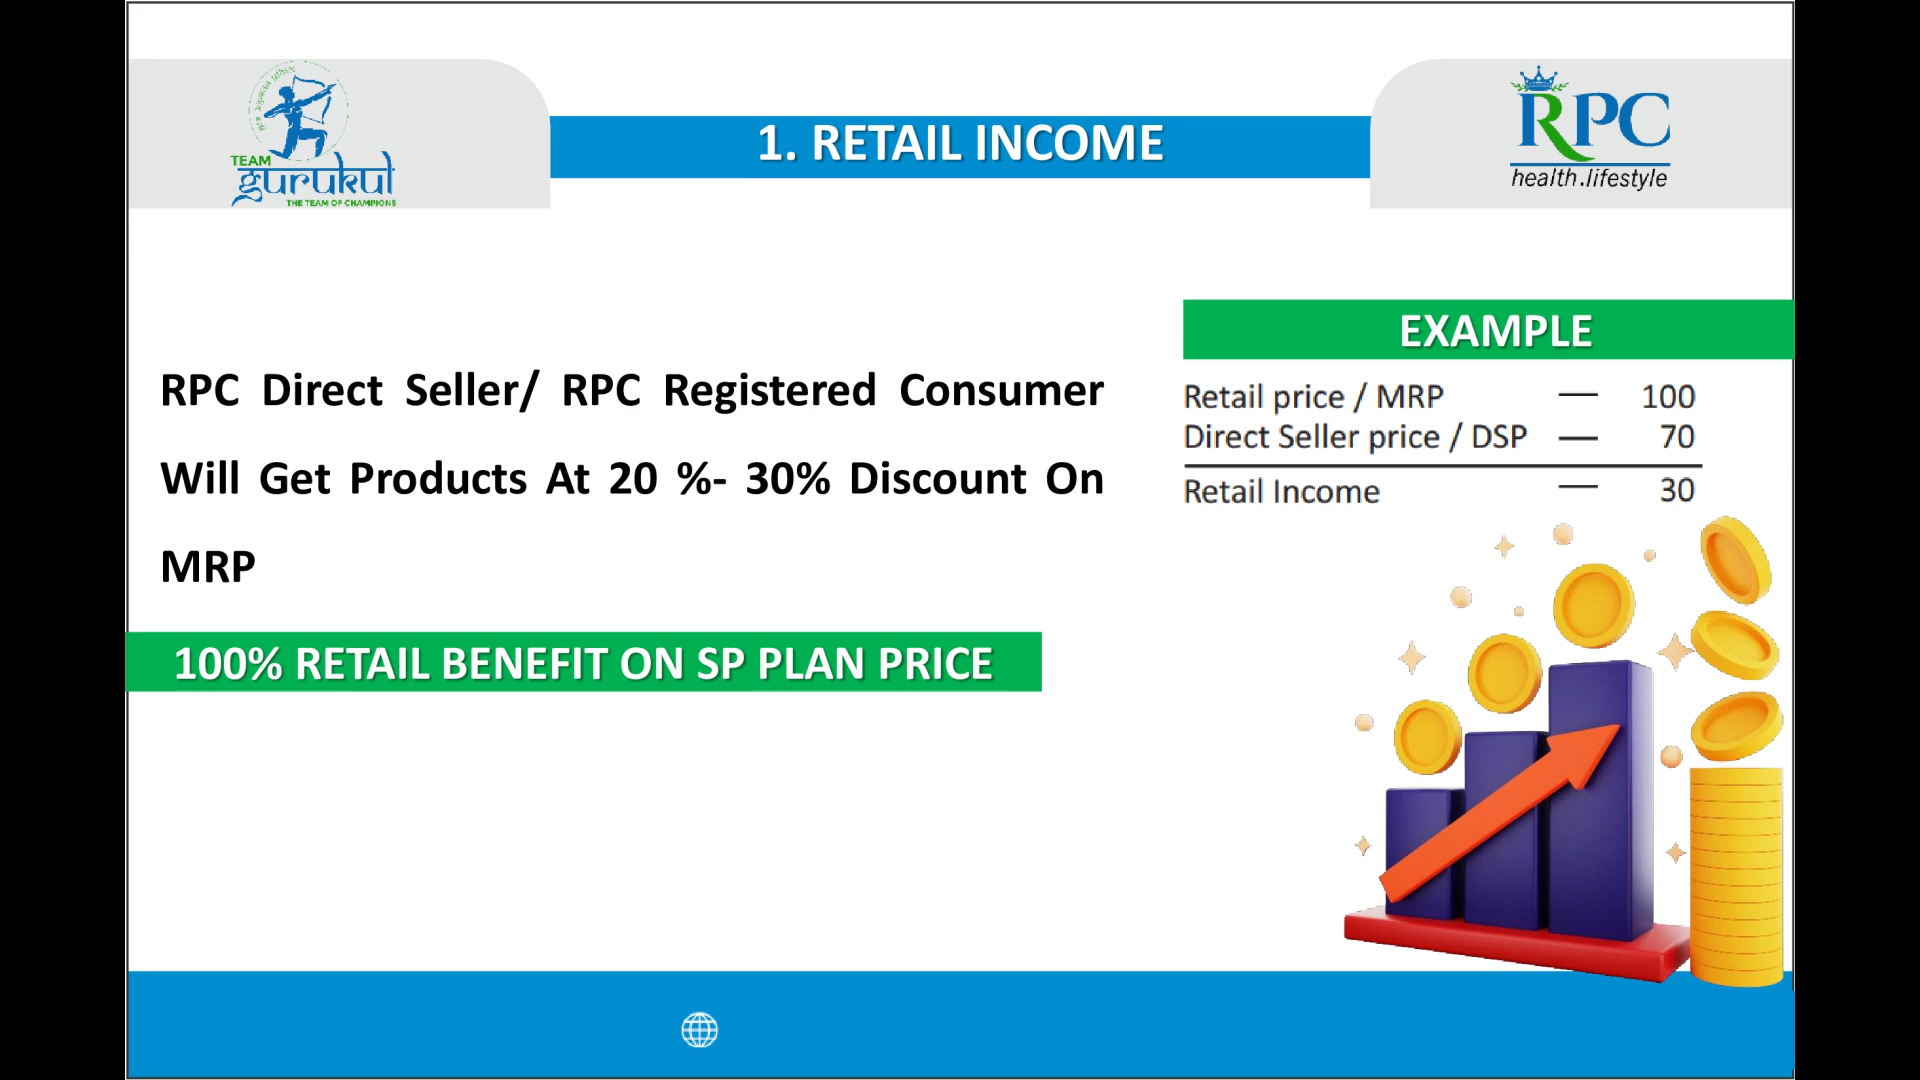 TEAM
gurukul
THE TEAM OF CHAMPIONS
1. RETAIL INCOME
RPC
health.lifestyle
RPC Direct Seller/ RPC Registered Consumer
Will Get Products At 20 %- 30% Discount On
MRP
100% RETAIL BENEFIT ON SP PLAN PRICE
EXAMPLE
Retail price / MRP — 100
Direct Seller price / DSP — 70
Retail Income — 30